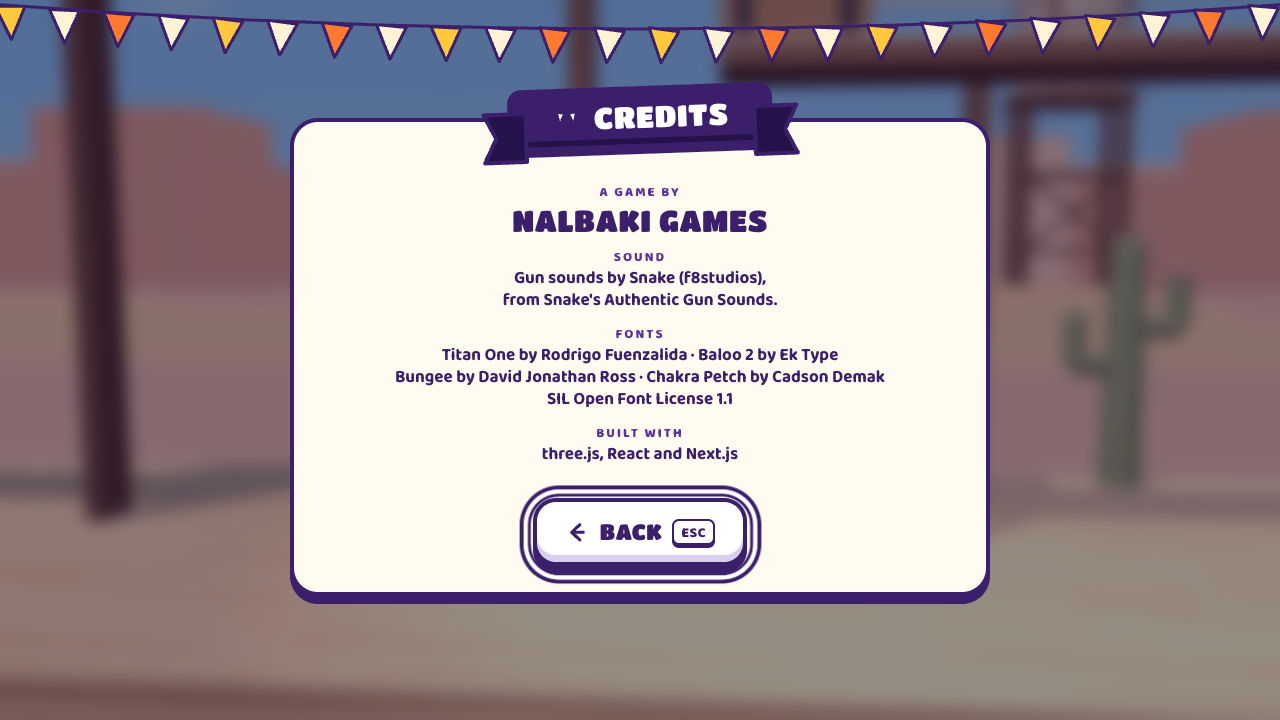 CREDITS
A GAME BY
NALBAKI GAMES
SOUND
Gun sounds by Snake (f8studios),
from Snake's Authentic Gun Sounds.
FONTS
Titan One by Rodrigo Fuenzalida · Baloo 2 by Ek Type
Bungee by David Jonathan Ross · Chakra Petch by Cadson Demak
SIL Open Font License 1.1
BUILT WITH
three.js, React and Next.js
BACK ESC